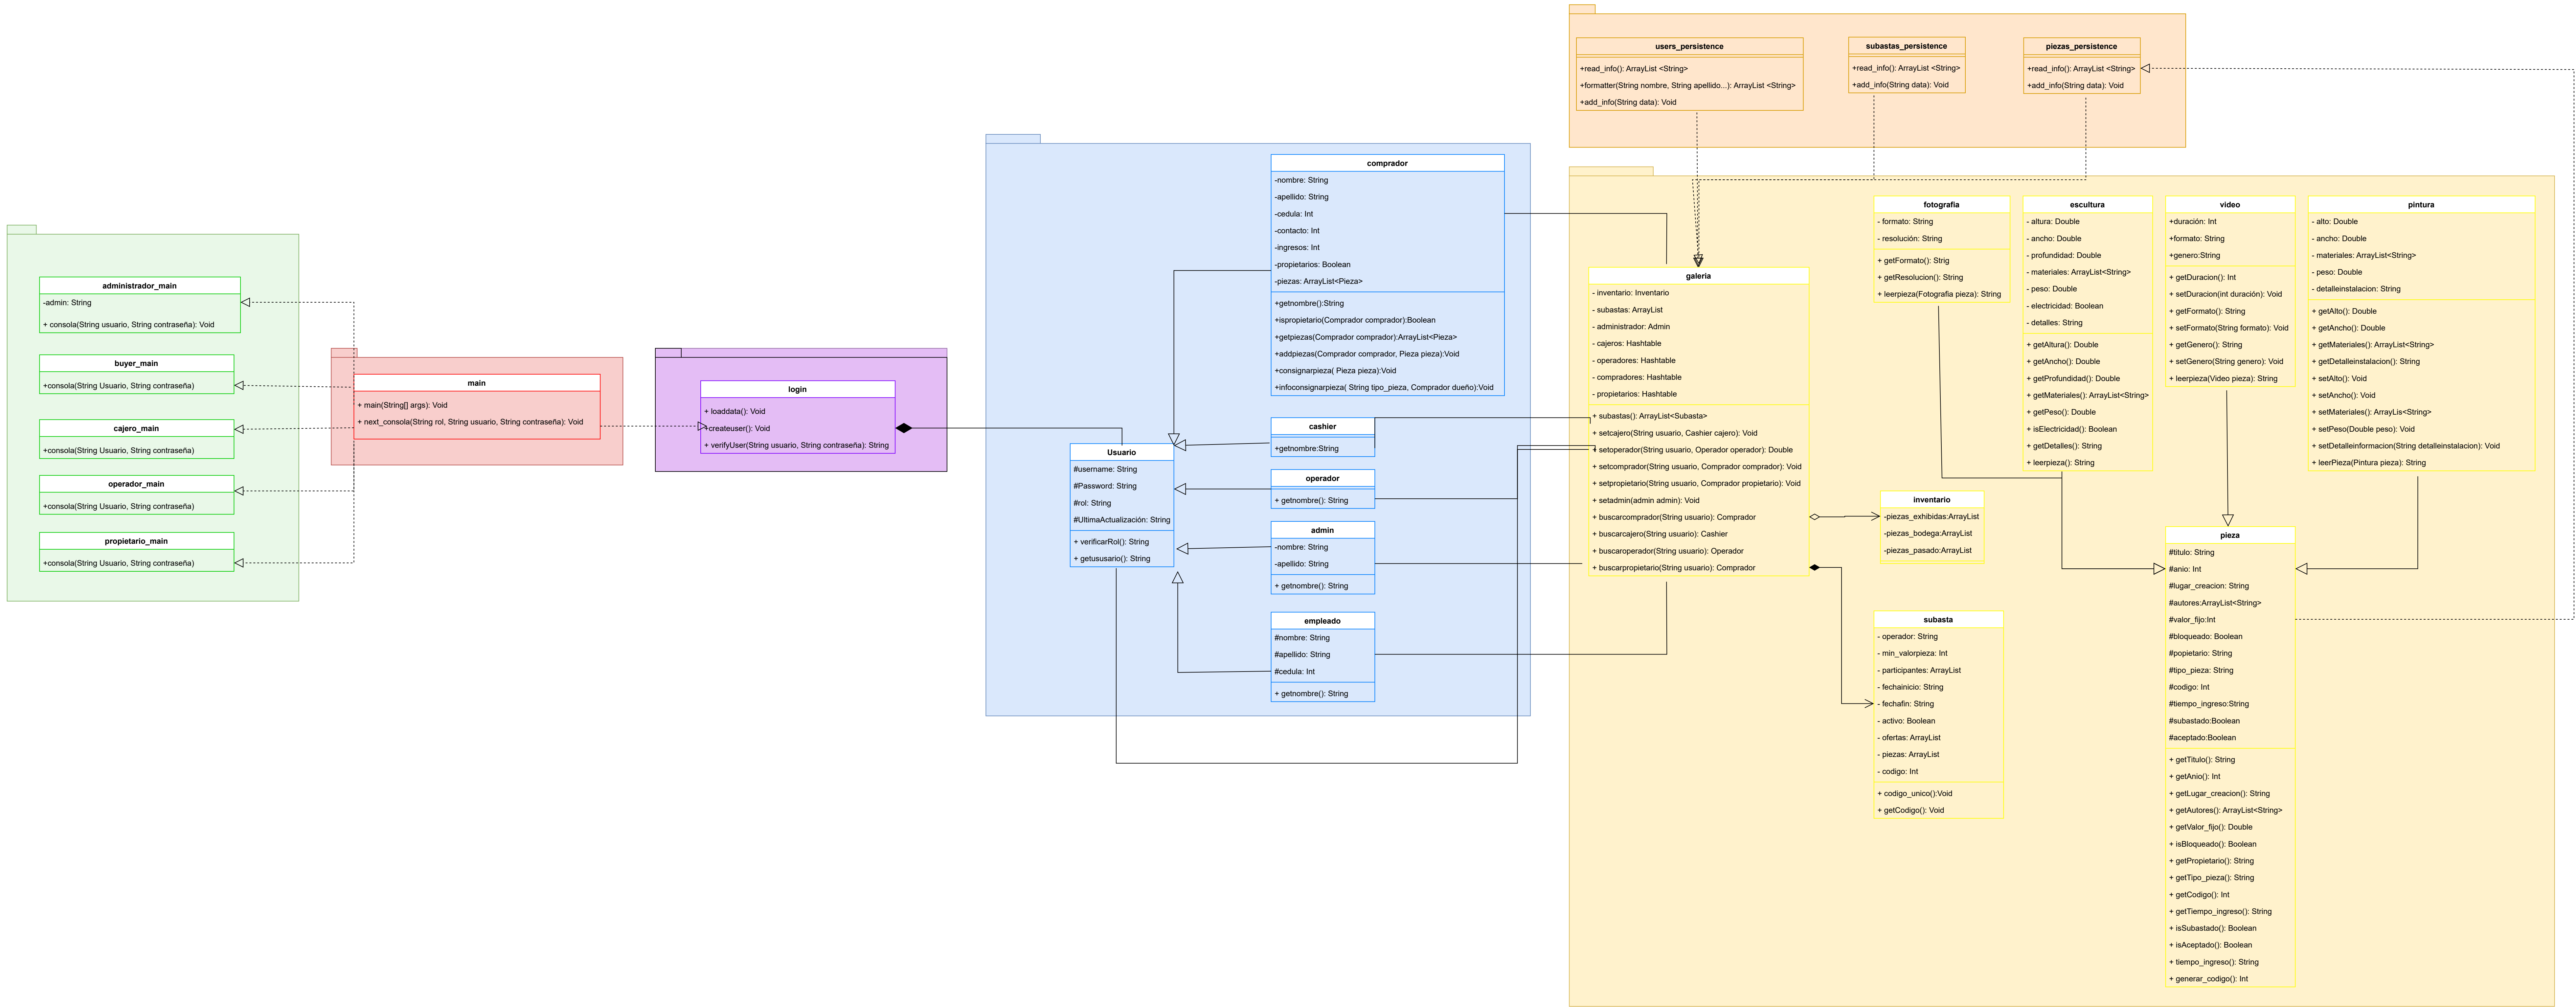 administrador_main
-admin: String
+ consola(String usuario, String contraseña): Void
buyer_main
+consola(String Usuario, String contraseña)
cajero_main
+consola(String Usuario, String contraseña)
operador_main
+consola(String Usuario, String contraseña)
propietario_main
+consola(String Usuario, String contraseña)
main
+ main(String[] args): Void
+ next_consola(String rol, String usuario, String contraseña): Void
login
+ loaddata(): Void
+createuser(): Void
+ verifyUser(String usuario, String contraseña): String
Usuario
#username: String
#Password: String
#rol: String
#UltimaActualización: String
+ verificarRol(): String
+ getususario(): String
comprador
-nombre: String
-apellido: String
-cedula: Int
-contacto: Int
-ingresos: Int
-propietarios: Boolean
-piezas: ArrayList<Pieza>
+getnombre():String
+ispropietario(Comprador comprador):Boolean
+getpiezas(Comprador comprador):ArrayList<Pieza>
+addpiezas(Comprador comprador, Pieza pieza):Void
+consignarpieza( Pieza pieza):Void
+infoconsignarpieza( String tipo_pieza, Comprador dueño):Void
cashier
+getnombre:String
operador
+ getnombre(): String
admin
-nombre: String
-apellido: String
+ getnombre(): String
empleado
#nombre: String
#apellido: String
#cedula: Int
+ getnombre(): String
users_persistence
+read_info(): ArrayList <String>
+formatter(String nombre, String apellido...): ArrayList <String>
+add_info(String data): Void
subastas_persistence
+read_info(): ArrayList <String>
+add_info(String data): Void
piezas_persistence
+read_info(): ArrayList <String>
+add_info(String data): Void
galeria
- inventario: Inventario
- subastas: ArrayList
- administrador: Admin
- cajeros: Hashtable
- operadores: Hashtable
- compradores: Hashtable
- propietarios: Hashtable
+ subastas(): ArrayList<Subasta>
+ setcajero(String usuario, Cashier cajero): Void
+ setoperador(String usuario, Operador operador): Double
+ setcomprador(String usuario, Comprador comprador): Void
+ setpropietario(String usuario, Comprador propietario): Void
+ setadmin(admin admin): Void
+ buscarcomprador(String usuario): Comprador
+ buscarcajero(String usuario): Cashier
+ buscaroperador(String usuario): Operador
+ buscarpropietario(String usuario): Comprador
fotografia
- formato: String
- resolución: String
+ getFormato(): Strig
+ getResolucion(): String
+ leerpieza(Fotografia pieza): String
escultura
- altura: Double
- ancho: Double
- profundidad: Double
- materiales: ArrayList<String>
- peso: Double
- electricidad: Boolean
- detalles: String
+ getAltura(): Double
+ getAncho(): Double
+ getProfundidad(): Double
+ getMateriales(): ArrayList<String>
+ getPeso(): Double
+ isElectricidad(): Boolean
+ getDetalles(): String
+ leerpieza(): String
video
+duración: Int
+formato: String
+genero:String
+ getDuracion(): Int
+ setDuracion(int duración): Void
+ getFormato(): String
+ setFormato(String formato): Void
+ getGenero(): String
+ setGenero(String genero): Void
+ leerpieza(Video pieza): String
pintura
- alto: Double
- ancho: Double
- materiales: ArrayList<String>
- peso: Double
- detalleinstalacion: String
+ getAlto(): Double
+ getAncho(): Double
+ getMateriales(): ArrayList<String>
+ getDetalleinstalacion(): String
+ setAlto(): Void
+ setAncho(): Void
+ setMateriales(): ArrayLis<String>
+ setPeso(Double peso): Void
+ setDetalleinformacion(String detalleinstalacion): Void
+ leerPieza(Pintura pieza): String
inventario
-piezas_exhibidas:ArrayList
-piezas_bodega:ArrayList
-piezas_pasado:ArrayList
subasta
- operador: String
- min_valorpieza: Int
- participantes: ArrayList
- fechainicio: String
- fechafin: String
- activo: Boolean
- ofertas: ArrayList
- piezas: ArrayList
- codigo: Int
+ codigo_unico():Void
+ getCodigo(): Void
pieza
#titulo: String
#anio: Int
#lugar_creacion: String
#autores:ArrayList<String>
#valor_fijo:Int
#bloqueado: Boolean
#popietario: String
#tipo_pieza: String
#codigo: Int
#tiempo_ingreso:String
#subastado:Boolean
#aceptado:Boolean
+ getTitulo(): String
+ getAnio(): Int
+ getLugar_creacion(): String
+ getAutores(): ArrayList<String>
+ getValor_fijo(): Double
+ isBloqueado(): Boolean
+ getPropietario(): String
+ getTipo_pieza(): String
+ getCodigo(): Int
+ getTiempo_ingreso(): String
+ isSubastado(): Boolean
+ isAceptado(): Boolean
+ tiempo_ingreso(): String
+ generar_codigo(): Int